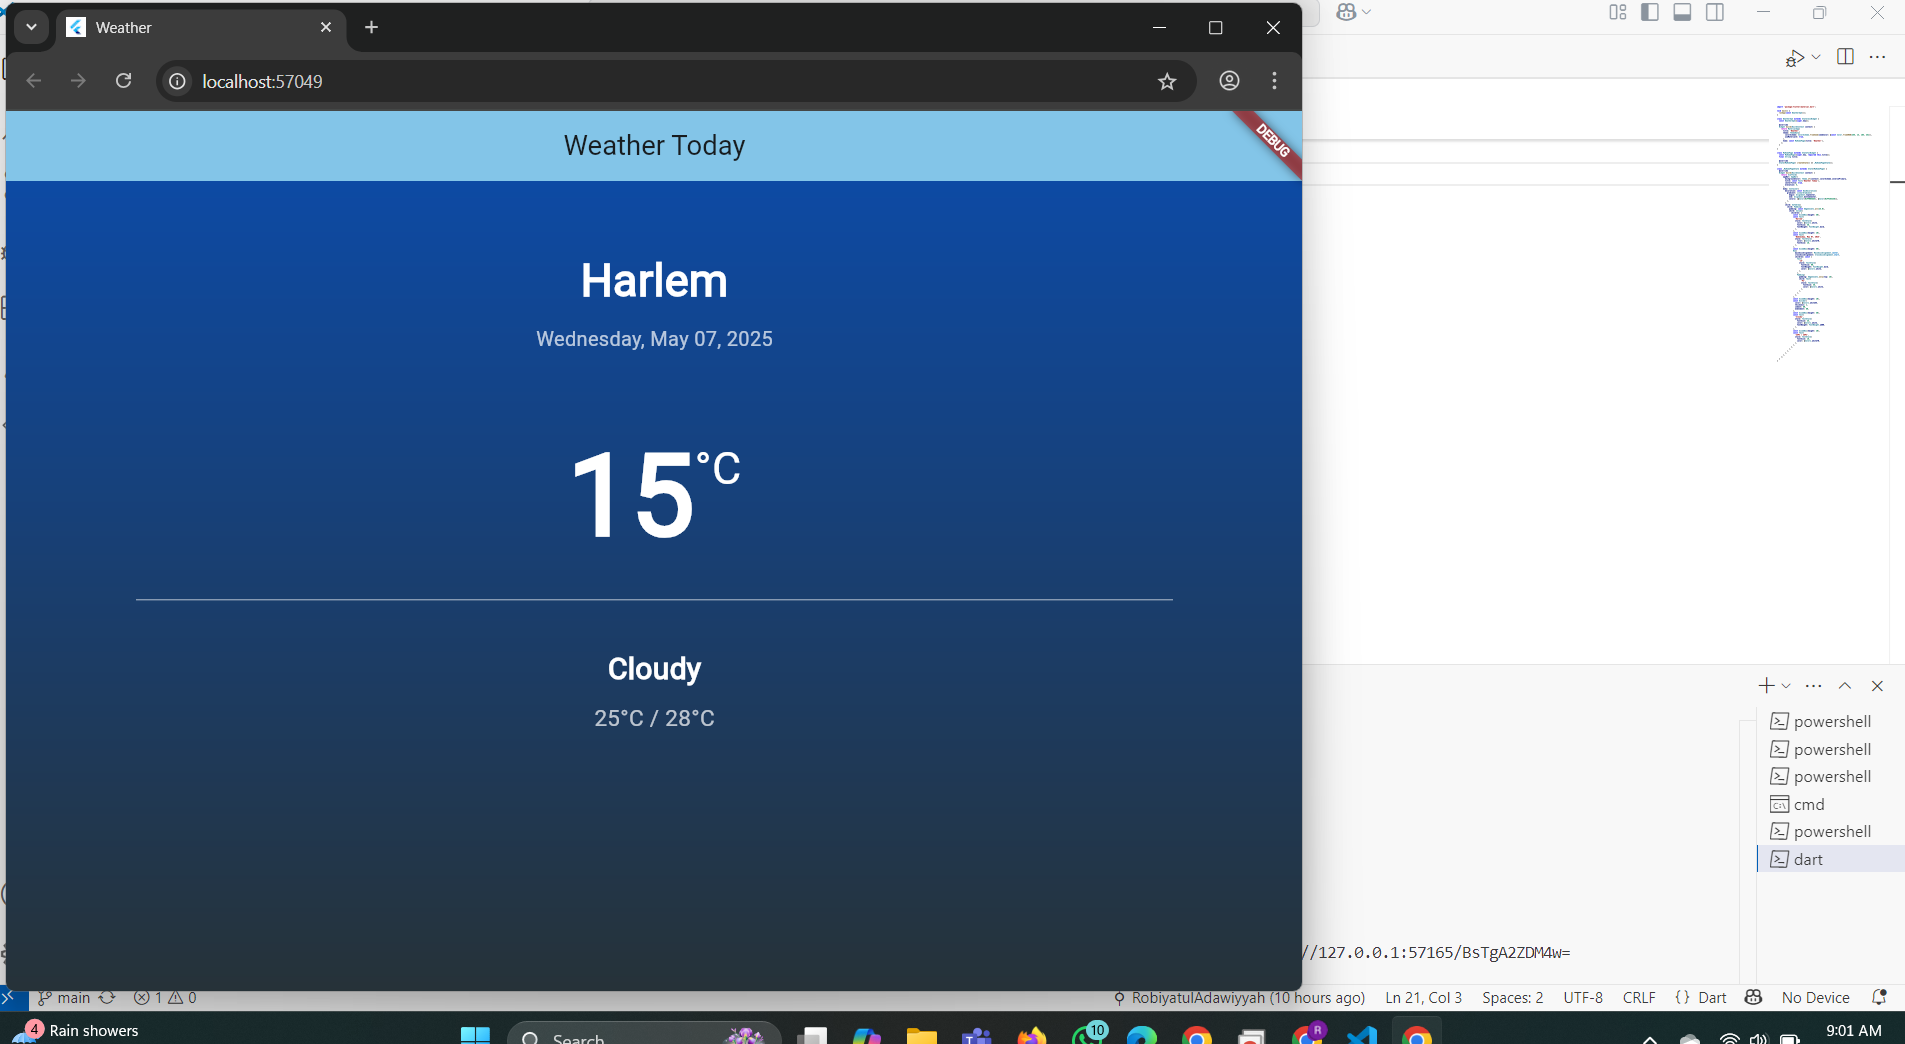 Weather
localhost:57049
Weather Today
DEBUG
Harlem
Wednesday, May 07, 2025
15°C
Cloudy
25°C / 28°C
powershell
powershell
powershell
cmd
powershell
dart
//127.0.0.1:57165/BsTgA2ZDM4w=
main 1 0 RobiyatulAdawiyyah (10 hours ago) Ln 21, Col 3 Spaces: 2 UTF-8 CRLF {} Dart No Device
4 Rain showers Search 10 R 9:01 AM